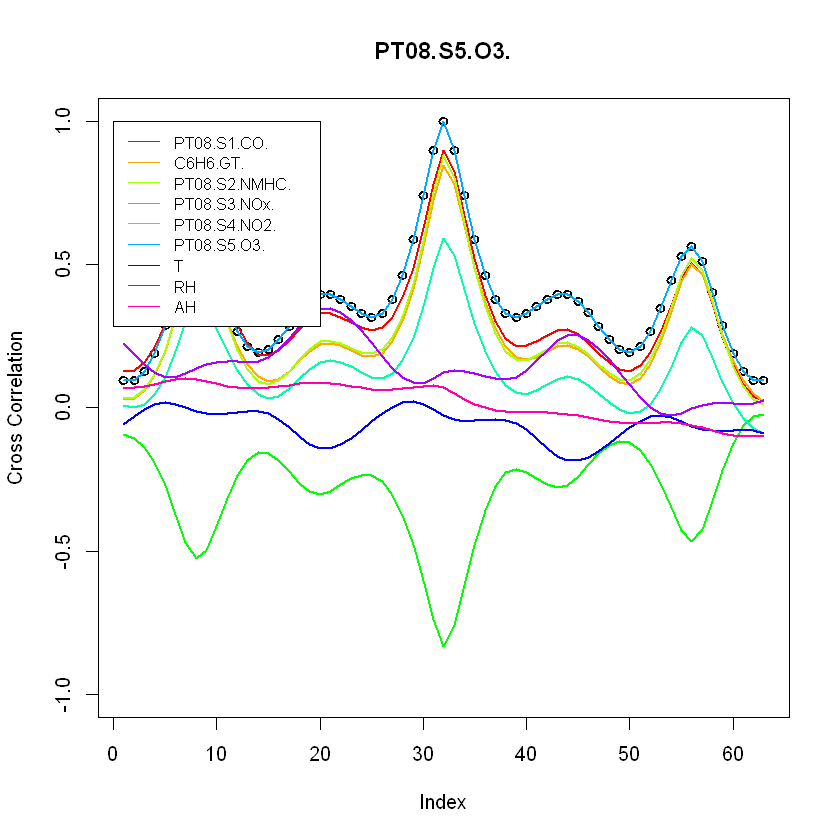 PT08.S5.O3.
1.0
0.5
0.0
-0.5
-1.0
Cross Correlation
PT08.S1.CO.
C6H6.GT.
PT08.S2.NMHC.
PT08.S3.NOx.
PT08.S4.NO2.
PT08.S5.O3.
T
RH
AH
0 10 20 30 40 50 60
Index